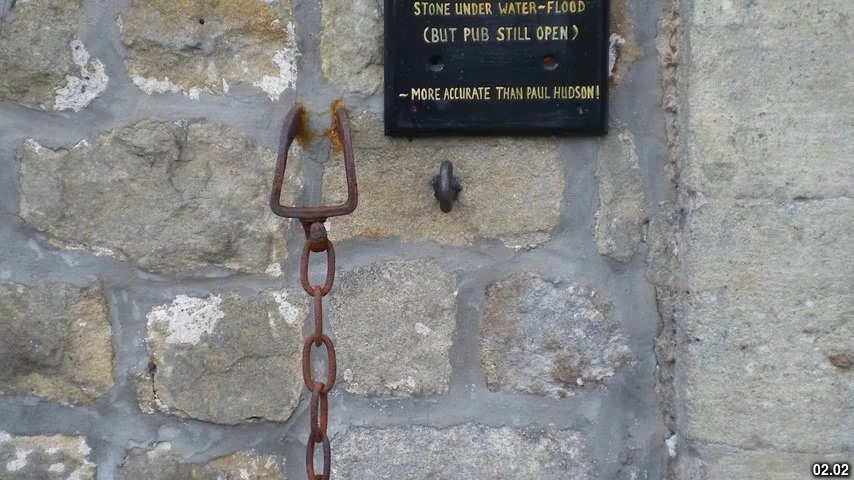 STONE UNDER WATER-FLOOD
(BUT PUB STILL OPEN)
~MORE ACCURATE THAN PAUL HUDSON!
02.02